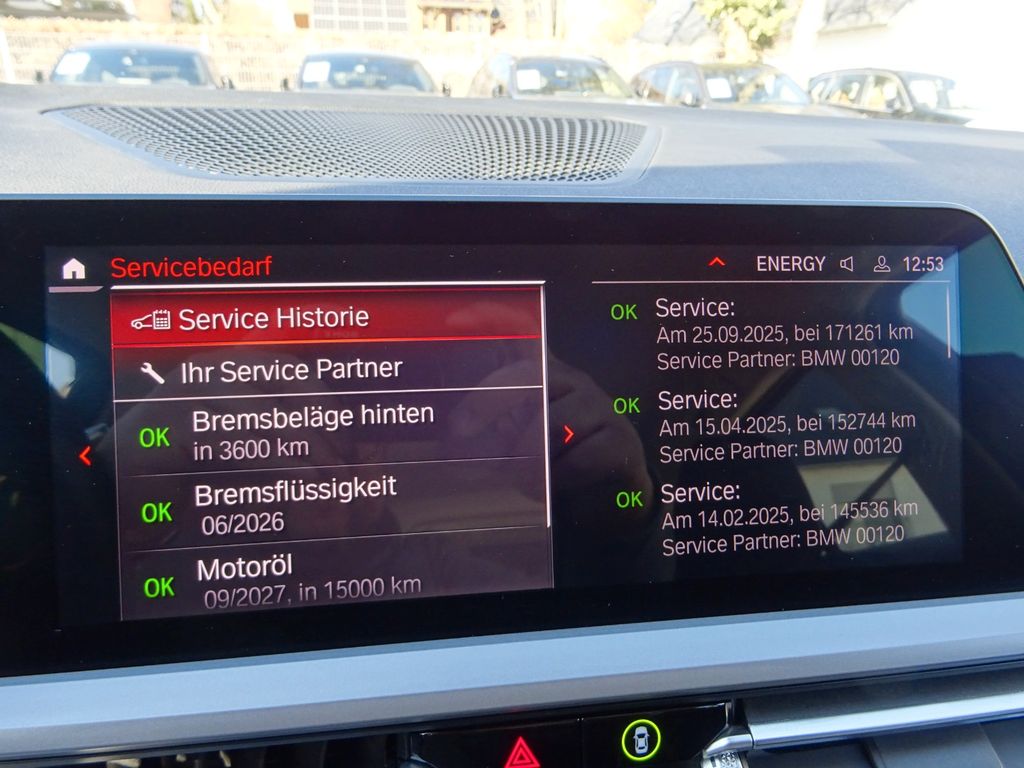 Servicebedarf
ENERGY 12:53
Service Historie
Ihr Service Partner
OK Bremsbeläge hinten
in 3600 km
OK Bremsflüssigkeit
06/2026
OK Motoröl
09/2027, in 15000 km
OK Service:
Am 25.09.2025, bei 171261 km
Service Partner: BMW 00120
OK Service:
Am 15.04.2025, bei 152744 km
Service Partner: BMW 00120
OK Service:
Am 14.02.2025, bei 145536 km
Service Partner: BMW 00120